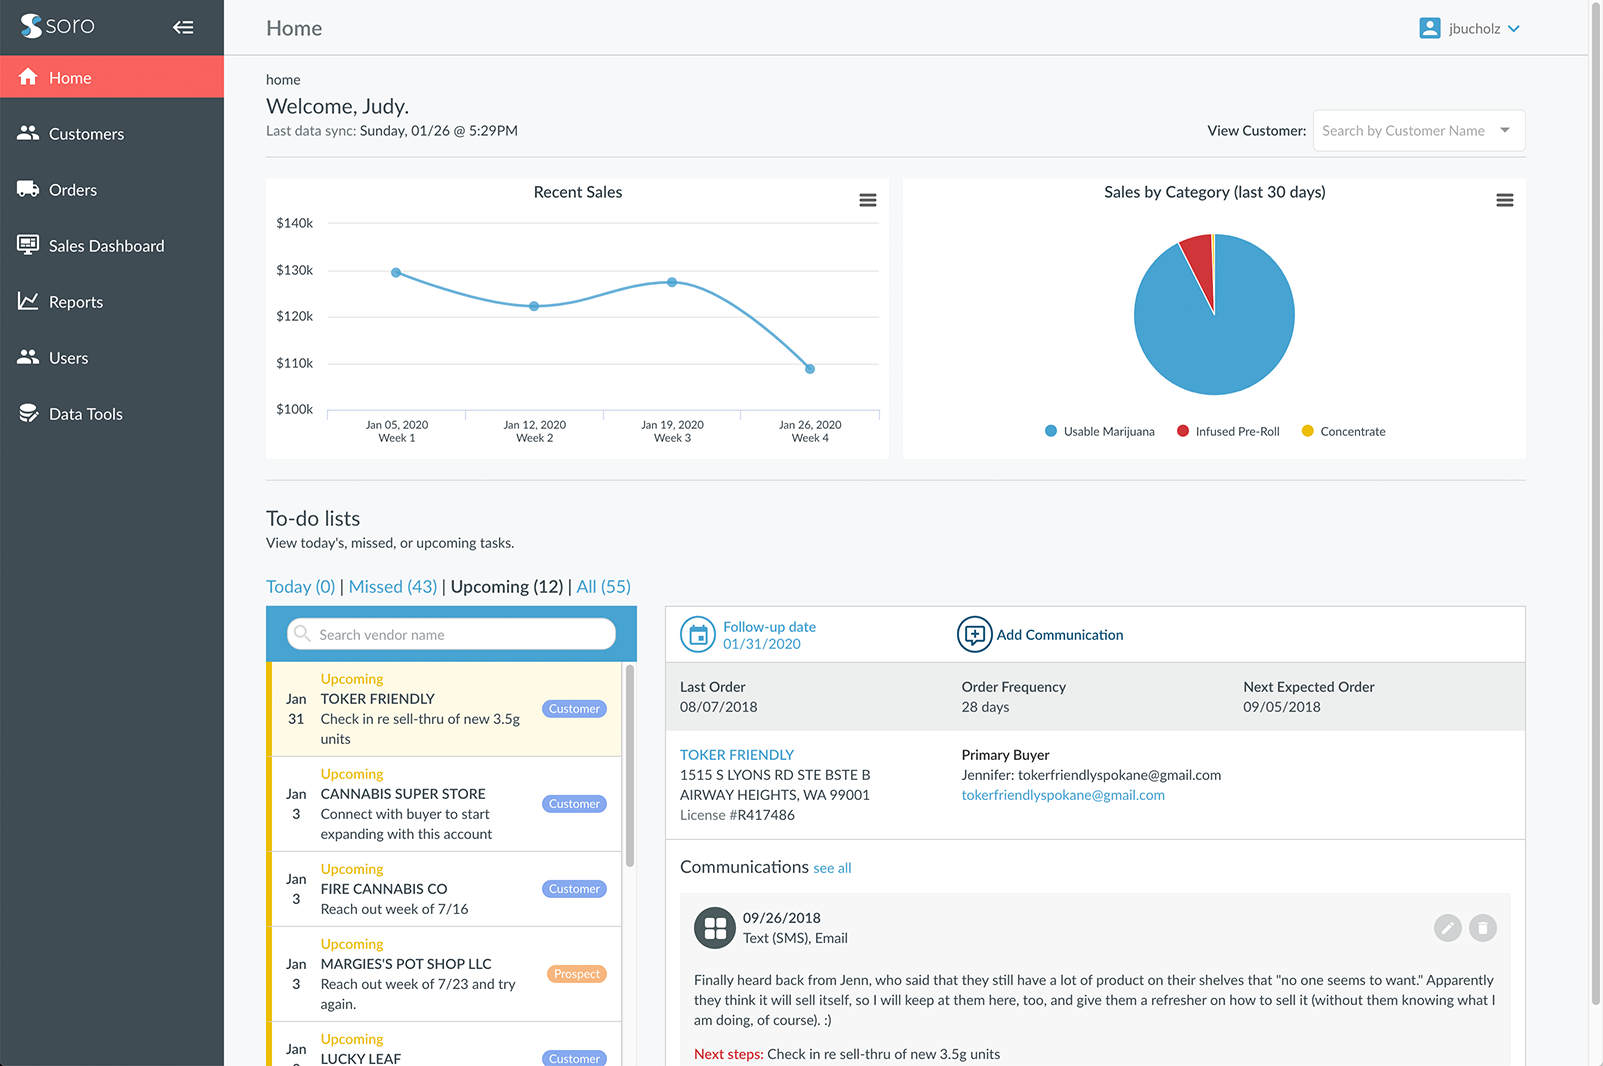 soro
Home
jbucholz
Home
Customers
Orders
Sales Dashboard
Reports
Users
Data Tools
home
Welcome, Judy.
Last data sync: Sunday, 01/26 @ 5:29PM
View Customer:
Search by Customer Name
Recent Sales
$140k
$130k
$120k
$110k
$100k
Jan 05, 2020
Week 1
Jan 12, 2020
Week 2
Jan 19, 2020
Week 3
Jan 26, 2020
Week 4
Sales by Category (last 30 days)
Usable Marijuana
Infused Pre-Roll
Concentrate
To-do lists
View today's, missed, or upcoming tasks.
Today (0) | Missed (43) | Upcoming (12) | All (55)
Search vendor name
Jan
31
Upcoming
TOKER FRIENDLY
Check in re sell-thru of new 3.5g
units
Customer
Jan
3
Upcoming
CANNABIS SUPER STORE
Connect with buyer to start
expanding with this account
Customer
Jan
3
Upcoming
FIRE CANNABIS CO
Reach out week of 7/16
Customer
Jan
3
Upcoming
MARGIES'S POT SHOP LLC
Reach out week of 7/23 and try
again.
Prospect
Jan
Upcoming
LUCKY LEAF
Customer
Follow-up date
01/31/2020
Add Communication
Last Order
08/07/2018
Order Frequency
28 days
Next Expected Order
09/05/2018
TOKER FRIENDLY
1515 S LYONS RD STE BSTE B
AIRWAY HEIGHTS, WA 99001
License #R417486
Primary Buyer
Jennifer: tokerfriendlyspokane@gmail.com
tokerfriendlyspokane@gmail.com
Communications see all
09/26/2018
Text (SMS), Email
Finally heard back from Jenn, who said that they still have a lot of product on their shelves that "no one seems to want." Apparently
they think it will sell itself, so I will keep at them here, too, and give them a refresher on how to sell it (without them knowing what I
am doing, of course). :)
Next steps: Check in re sell-thru of new 3.5g units